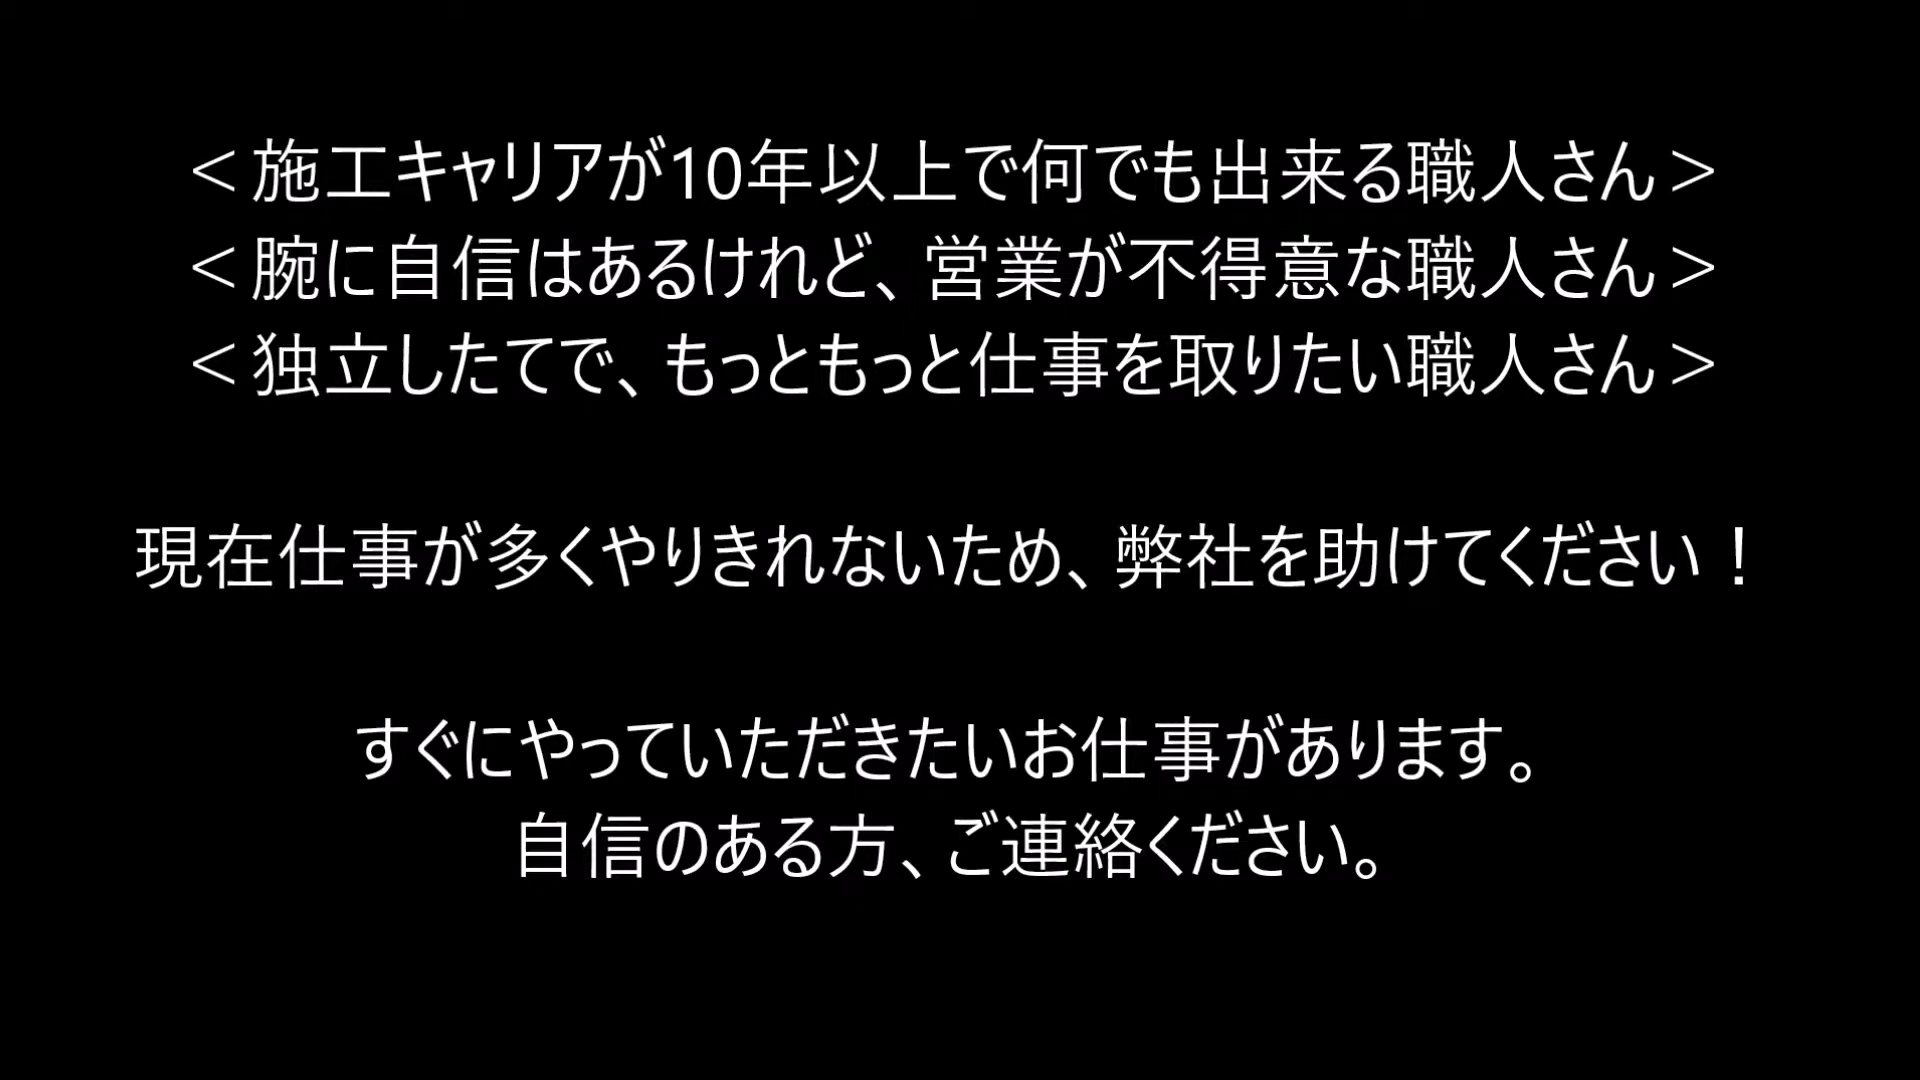 ＜施工キャリアが10年以上で何でも出来る職人さん＞
＜腕に自信はあるけれど、営業が不得意な職人さん＞
＜独立したてで、もっともっと仕事を取りたい職人さん＞
現在仕事が多くやりきれないため、弊社を助けてください！
すぐにやっていただきたいお仕事があります。
自信のある方、ご連絡ください。